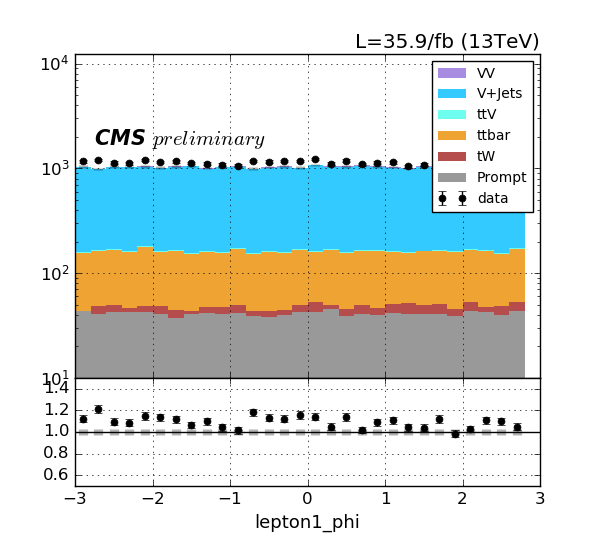 L=35.9/fb (13TeV)
10⁴
CMS preliminary
10³
10²
10¹
VV
V+Jets
ttV
ttbar
tW
Prompt
data
1.4
1.2
1.0
0.8
0.6
−3 −2 −1 0 1 2 3
lepton1_phi